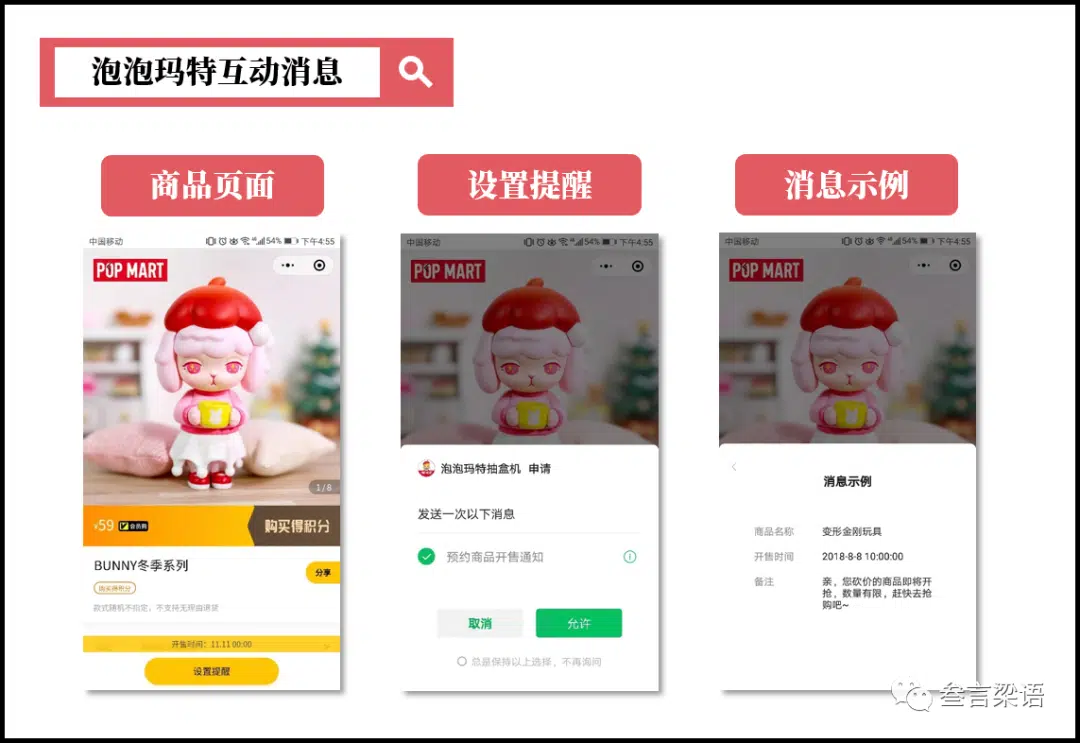 泡泡玛特互动消息
商品页面
设置提醒
消息示例
中国移动
54%
下午4:55
POP MART
1/8
¥59
会员购
购买得积分
BUNNY冬季系列
分享
购买得积分
款式随机不指定，不支持无理由退货
开售时间：11.11 00:00
设置提醒
中国移动
54%
下午4:55
POP MART
泡泡玛特抽盒机 申请
发送一次以下消息
预约商品开售通知
取消
允许
总是保持以上选择，不再询问
中国移动
54%
下午4:55
POP MART
消息示例
商品名称 变形金刚玩具
开售时间 2018-8-8 10:00:00
备注 亲，您砍价的商品即将开
抢，数量有限，赶快去抢
购吧~
叁言梁语